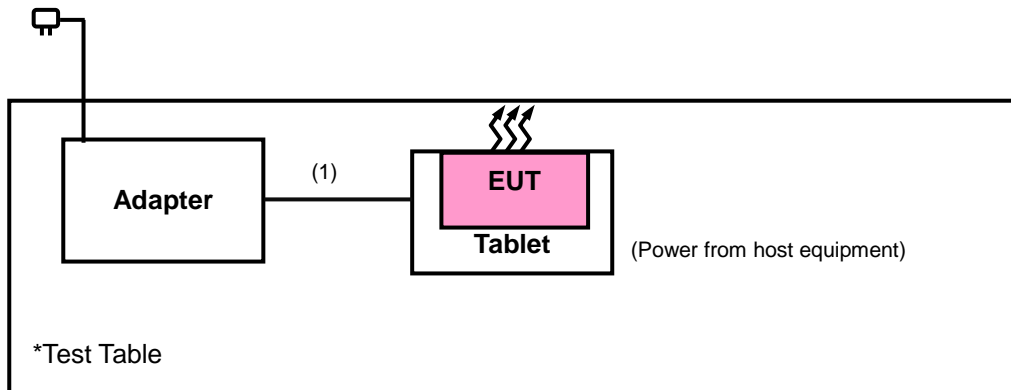 (1)
Adapter
EUT
Tablet
(Power from host equipment)
*Test Table